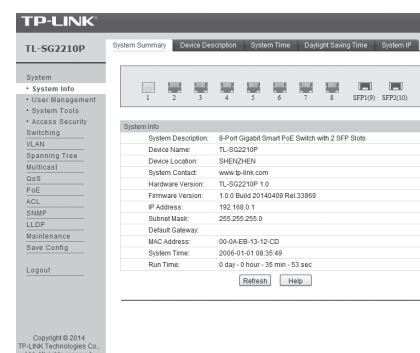 TP-LINK®
TL-SG2210P
System Summary Device Description System Time Daylight Saving Time System IP
System
• System Info
• User Management
• System Tools
• Access Security
Switching
VLAN
Spanning Tree
Multicast
QoS
PoE
ACL
SNMP
LLDP
Maintenance
Save Config
Logout
Copyright © 2014
TP-LINK Technologies Co.,
1 2 3 4 5 6 7 8 SFP1(9) SFP2(10)
System Info
System Description: 8-Port Gigabit Smart PoE Switch with 2 SFP Slots
Device Name: TL-SG2210P
Device Location: SHENZHEN
System Contact: www.tp-link.com
Hardware Version: TL-SG2210P 1.0
Firmware Version: 1.0.0 Build 20140409 Rel.33969
IP Address: 192.168.0.1
Subnet Mask: 255.255.255.0
Default Gateway:
MAC Address: 00-0A-EB-13-12-CD
System Time: 2006-01-01 08:35:49
Run Time: 0 day - 0 hour - 35 min - 53 sec
Refresh Help